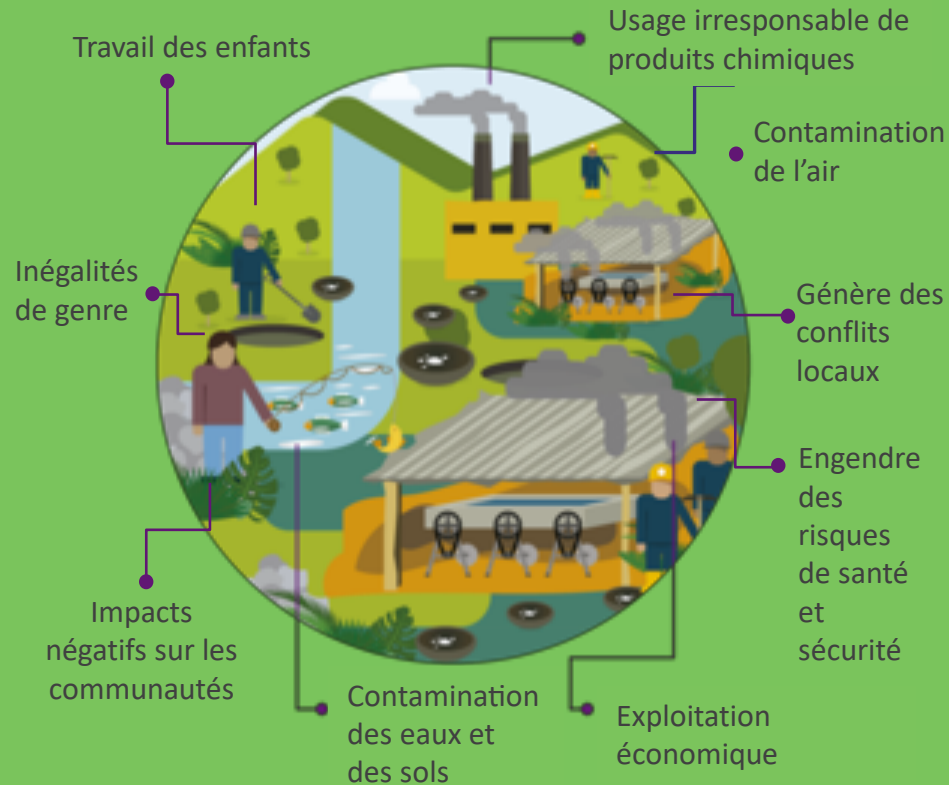 Usage irresponsable de
produits chimiques
Travail des enfants
Contamination
de l’air
Inégalités
de genre
Génère des
conflits
locaux
Engendre
des
risques
de santé
et
sécurité
Impacts
négatifs sur les
communautés
Contamination
des eaux et
des sols
Exploitation
économique